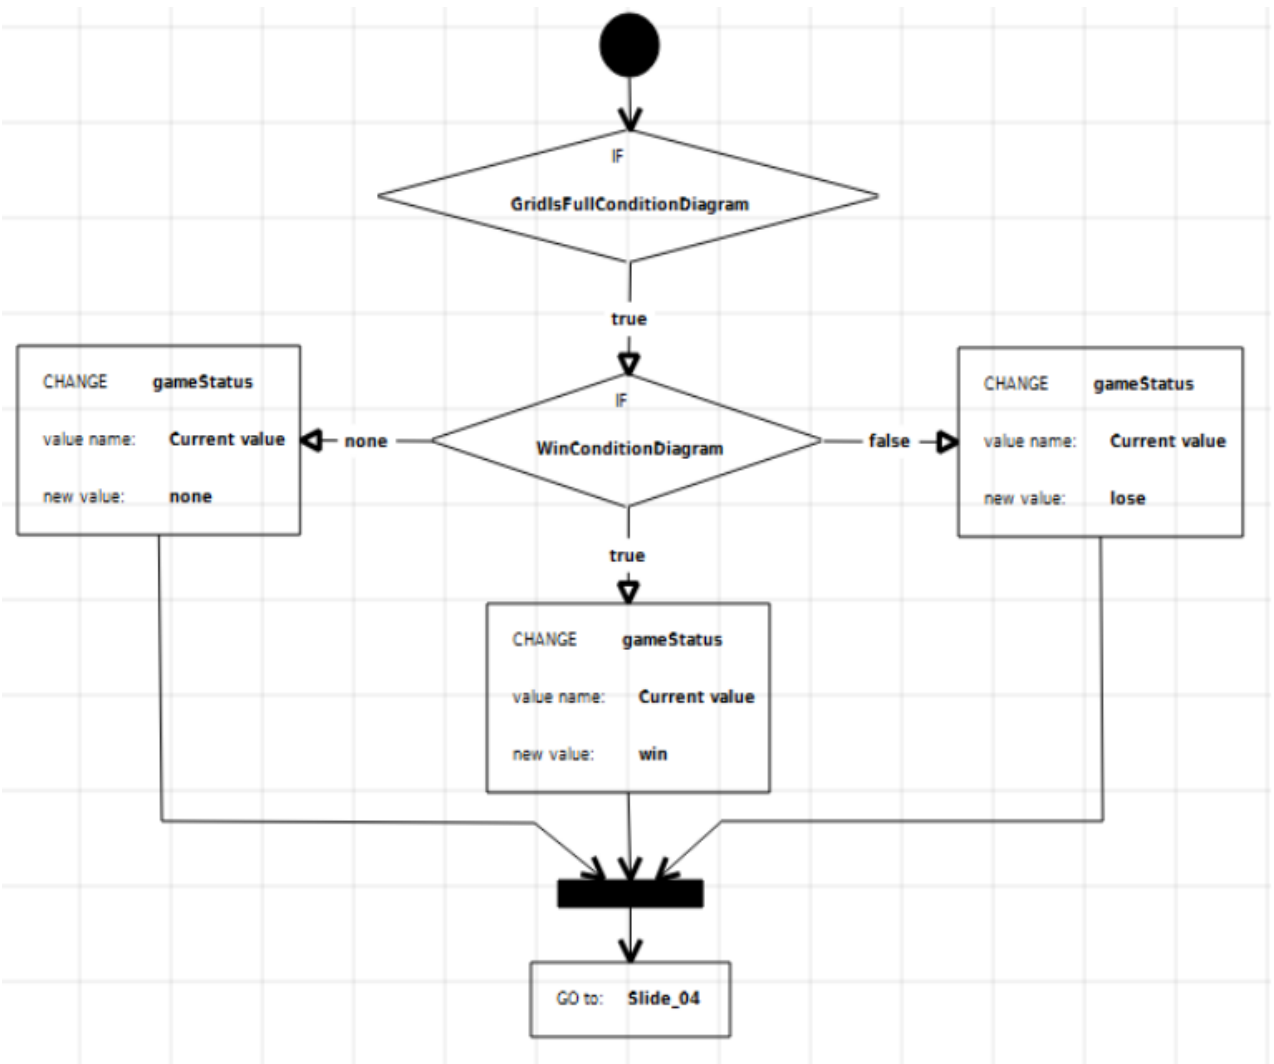 IF
GridIsFullConditionDiagram
true
CHANGE gameStatus
value name: Current value
new value: none
none
IF
WinConditionDiagram
false
CHANGE gameStatus
value name: Current value
new value: lose
true
CHANGE gameStatus
value name: Current value
new value: win
GO to: Slide_04